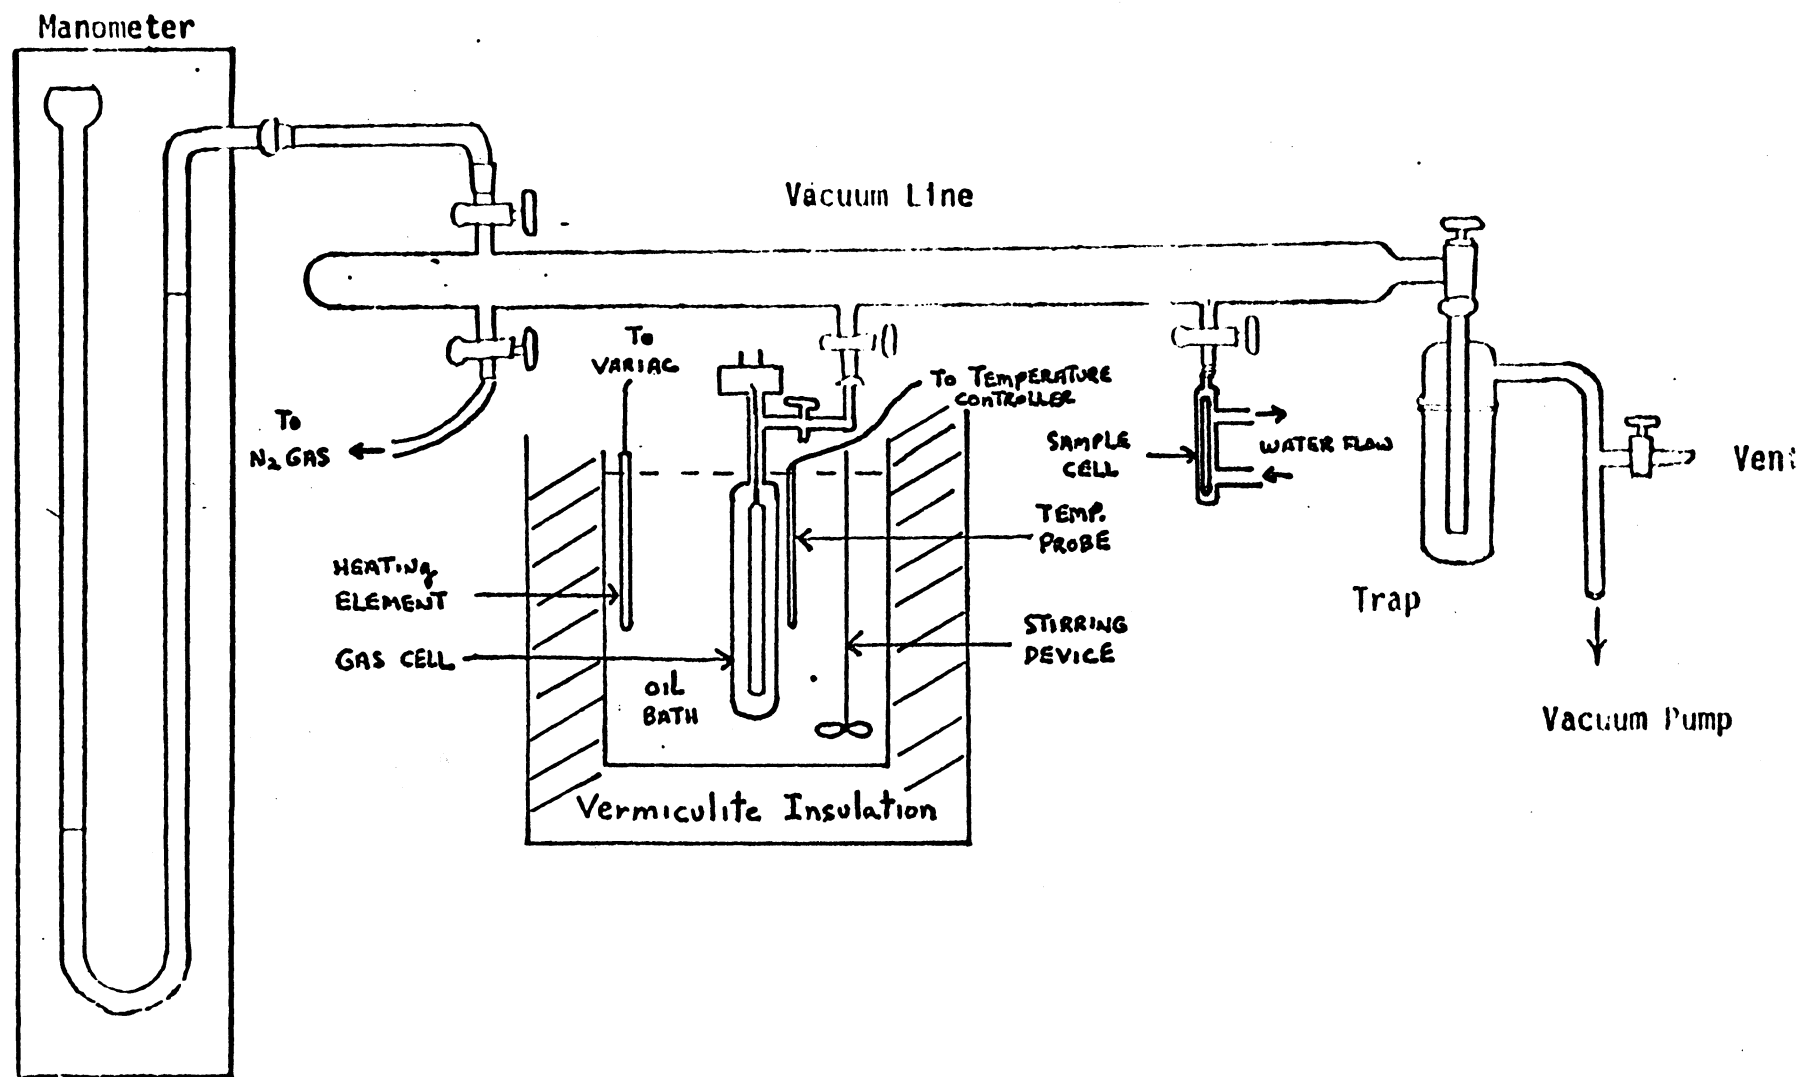 Manometer
Vacuum Line
To
VARIAC
To TEMPERATURE
CONTROLLER
To
N2 GAS
SAMPLE
CELL
WATER FLOW
Vent
TEMP.
PROBE
HEATING
ELEMENT
Trap
STIRRING
DEVICE
GAS CELL
OIL
BATH
Vacuum Pump
Vermiculite Insulation